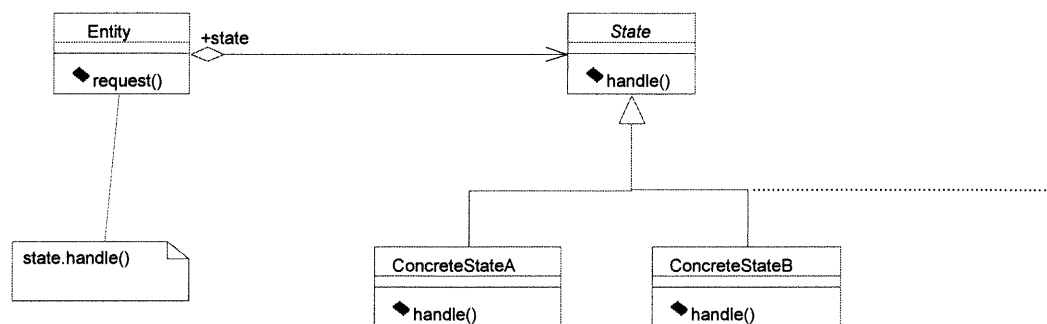 Entity
+state
State
request()
handle()
state.handle()
ConcreteStateA
ConcreteStateB
handle()
handle()